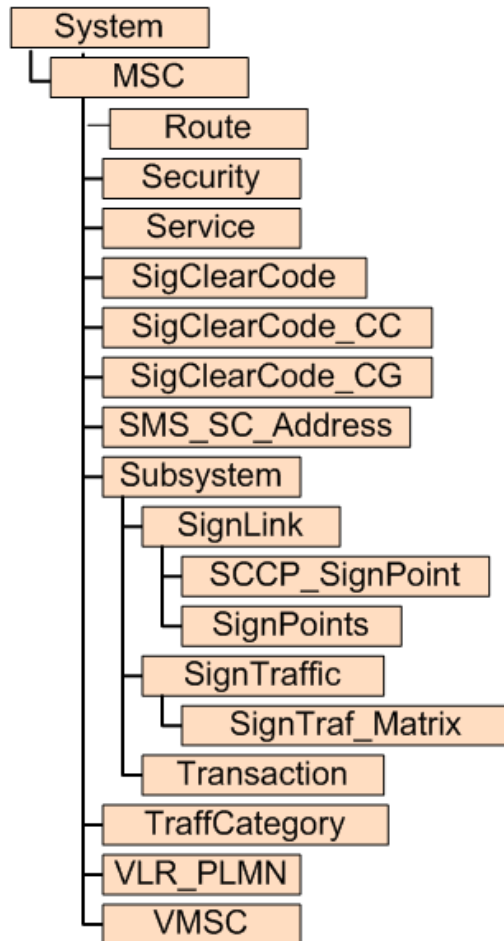 System
MSC
Route
Security
Service
SigClearCode
SigClearCode_CC
SigClearCode_CG
SMS_SC_Address
Subsystem
SignLink
SCCP_SignPoint
SignPoints
SignTraffic
SignTraf_Matrix
Transaction
TraffCategory
VLR_PLMN
VMSC